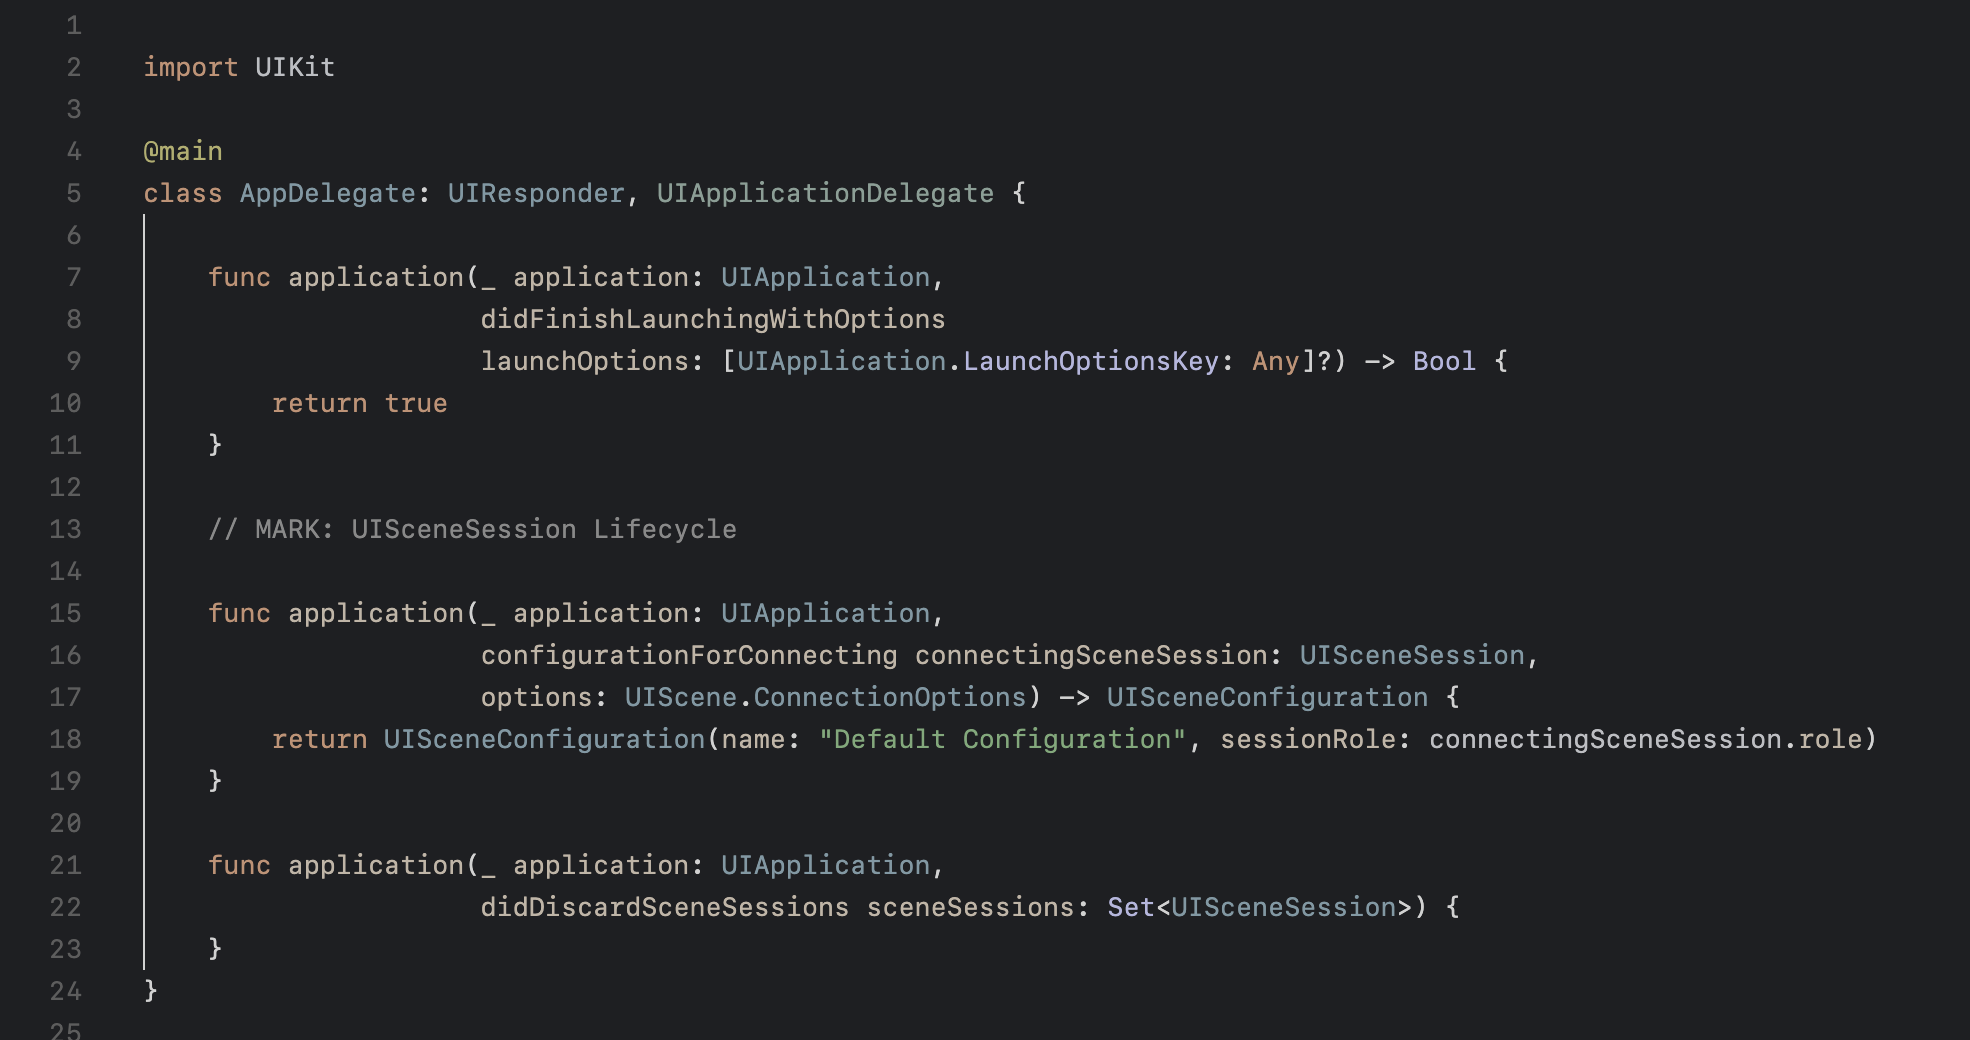 1
2 import UIKit
3
4 @main
5 class AppDelegate: UIResponder, UIApplicationDelegate {
6
7     func application(_ application: UIApplication,
8                      didFinishLaunchingWithOptions
9                      launchOptions: [UIApplication.LaunchOptionsKey: Any]?) -> Bool {
10         return true
11     }
12
13     // MARK: UISceneSession Lifecycle
14
15     func application(_ application: UIApplication,
16                      configurationForConnecting connectingSceneSession: UISceneSession,
17                      options: UIScene.ConnectionOptions) -> UISceneConfiguration {
18         return UISceneConfiguration(name: "Default Configuration", sessionRole: connectingSceneSession.role)
19     }
20
21     func application(_ application: UIApplication,
22                      didDiscardSceneSessions sceneSessions: Set<UISceneSession>) {
23     }
24 }
25